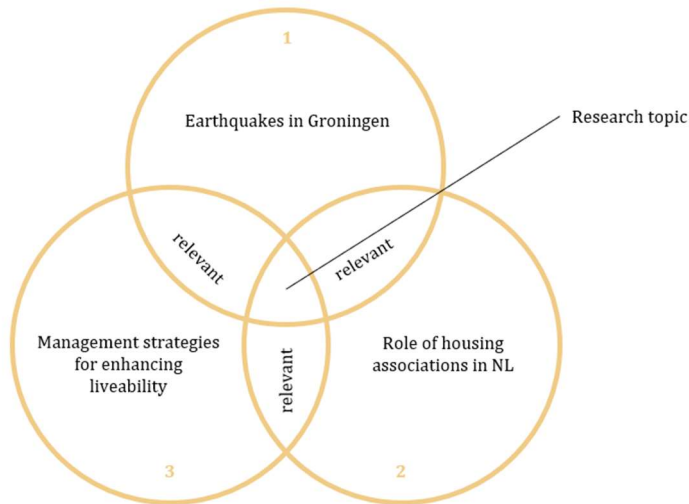 1
Earthquakes in Groningen
Research topic
relevant
relevant
Management strategies
for enhancing
liveability
relevant
Role of housing
associations in NL
3
2